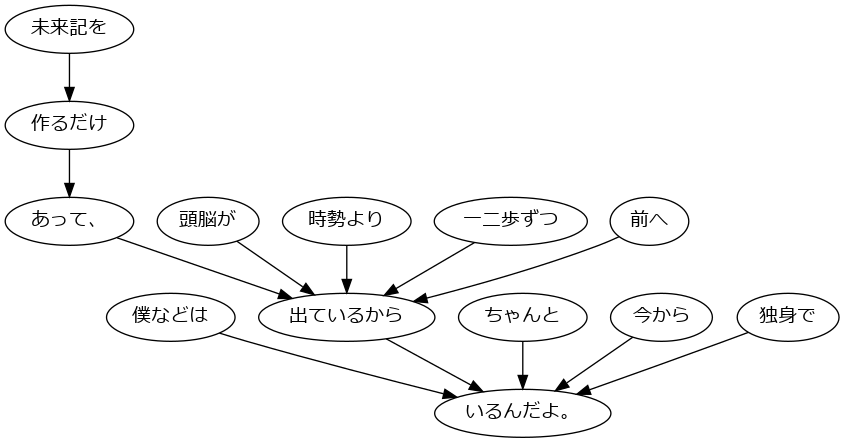 未来記を
作るだけ
あって、
頭脳が
時勢より
一二歩ずつ
前へ
僕などは
出ているから
ちゃんと
今から
独身で
いるんだよ。